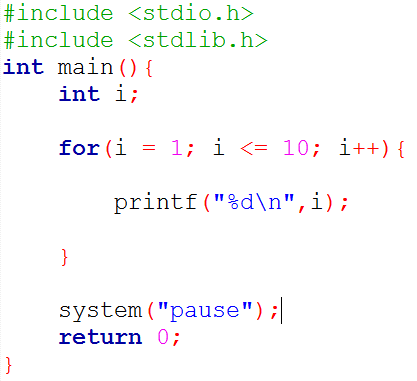 #include <stdio.h>
#include <stdlib.h>
int main(){
    int i;

    for(i = 1; i <= 10; i++){

        printf("%d\n",i);

    }

    system("pause");
    return 0;
}